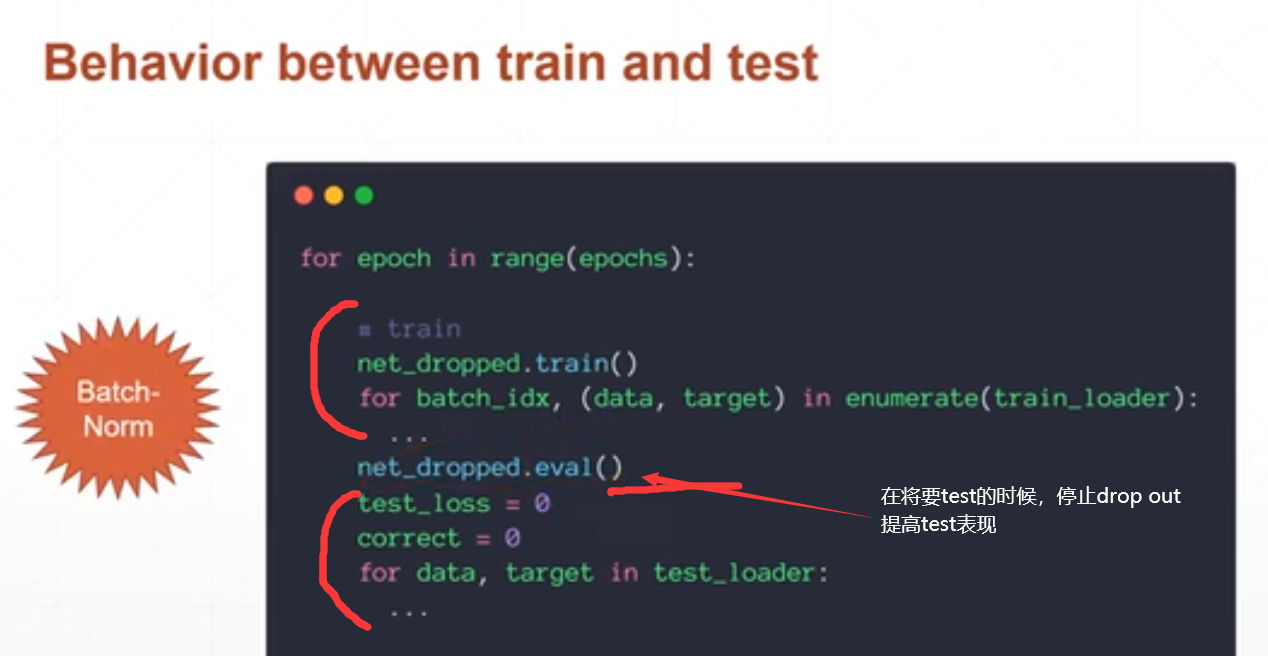 Behavior between train and test
for epoch in range(epochs):
# train
net_dropped.train()
for batch_idx, (data, target) in enumerate(train_loader):
...
net_dropped.eval()
test_loss = 0
correct = 0
for data, target in test_loader:
...
Batch-
Norm
在将要test的时候，停止drop out
提高test表现